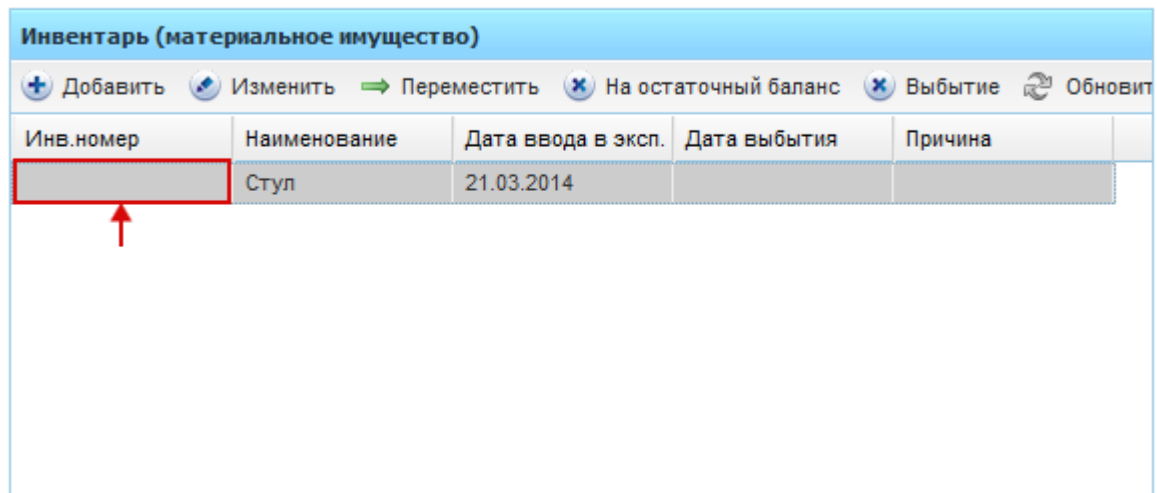 Инвентарь (материальное имущество)
Добавить Изменить Переместить На остаточный баланс Выбытие Обновит
Инв.номер Наименование Дата ввода в эксп. Дата выбытия Причина
Стул 21.03.2014